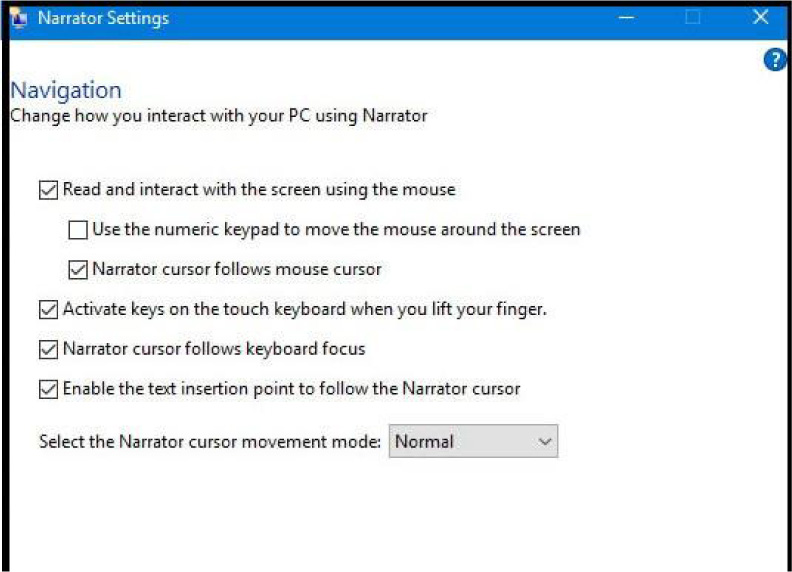 Narrator Settings
?
Navigation
Change how you interact with your PC using Narrator
Read and interact with the screen using the mouse
Use the numeric keypad to move the mouse around the screen
Narrator cursor follows mouse cursor
Activate keys on the touch keyboard when you lift your finger.
Narrator cursor follows keyboard focus
Enable the text insertion point to follow the Narrator cursor
Select the Narrator cursor movement mode: Normal